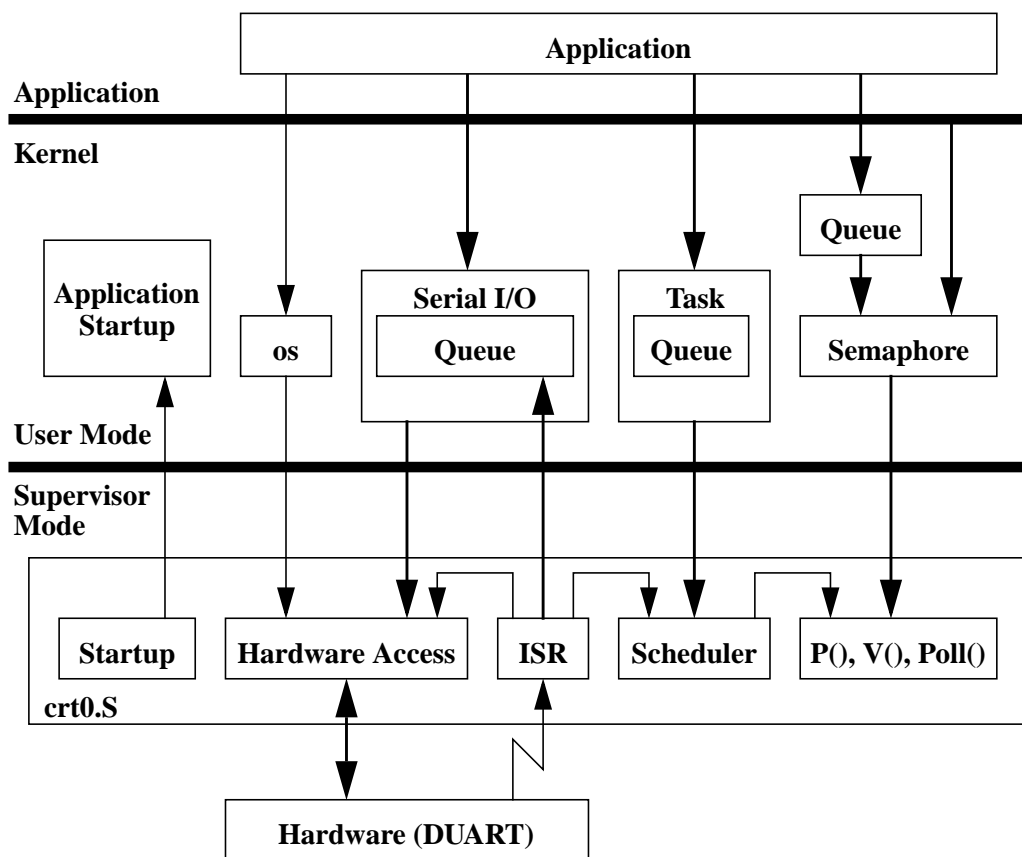 Application
Application
Kernel
Queue
Application
Startup
Serial I/O
Task
os
Queue
Queue
Semaphore
User Mode
Supervisor
Mode
Startup
Hardware Access
ISR
Scheduler
P(), V(), Poll()
crt0.S
Hardware (DUART)